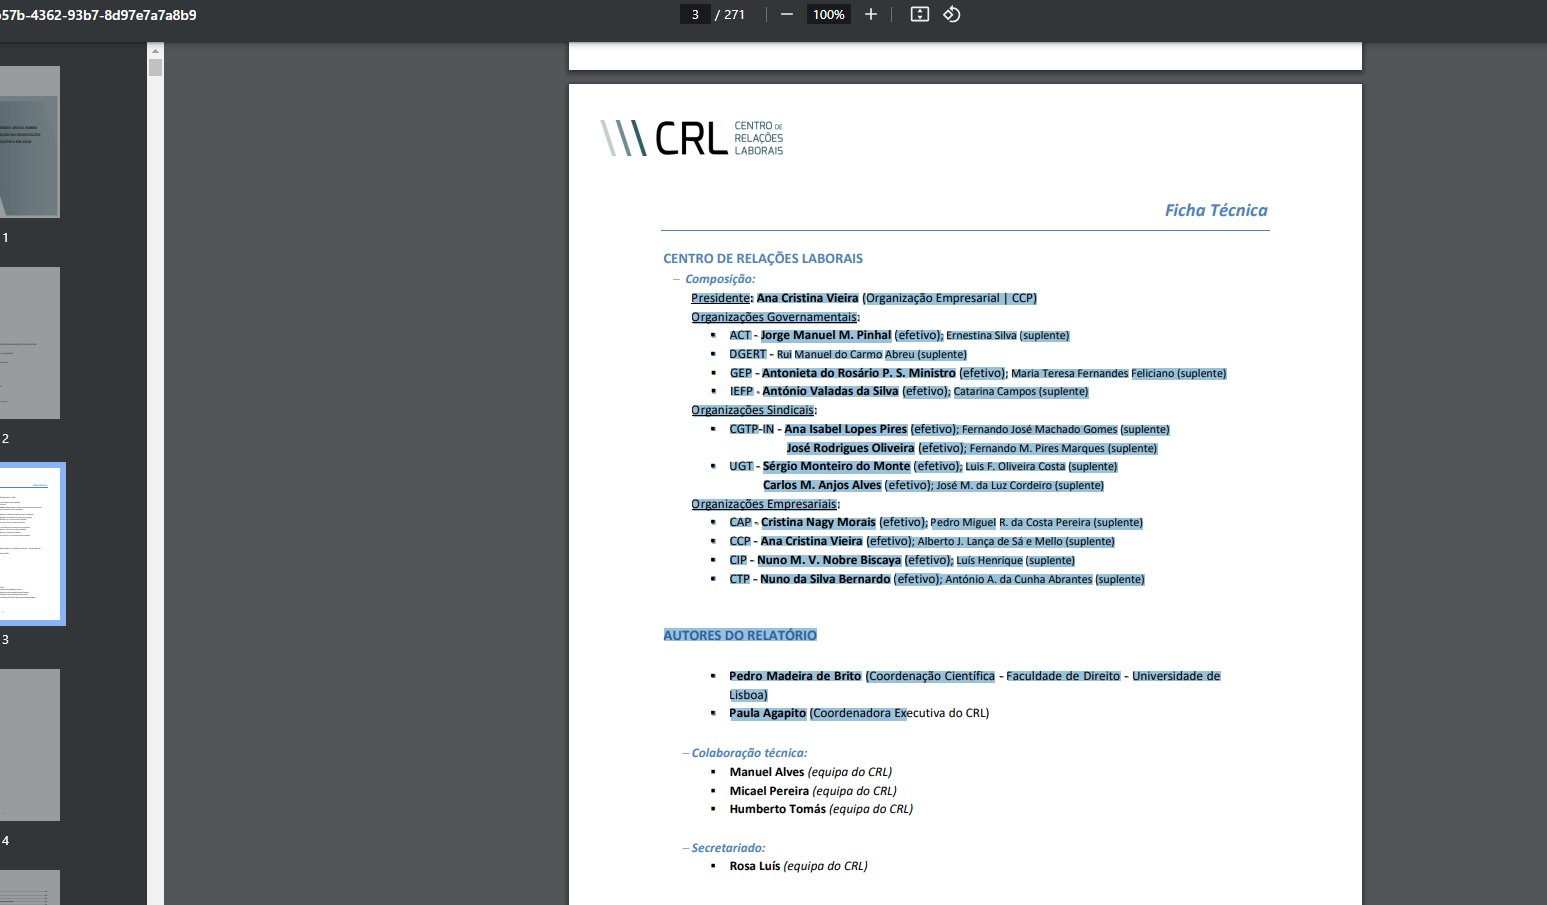 b57b-4362-93b7-8d97e7a7a8b9
3 / 271
100%
1
2
3
4
CRL CENTRO DE RELAÇÕES LABORAIS
Ficha Técnica
CENTRO DE RELAÇÕES LABORAIS
– Composição:
Presidente: Ana Cristina Vieira (Organização Empresarial | CCP)
Organizações Governamentais:
▪ ACT - Jorge Manuel M. Pinhal (efetivo); Ernestina Silva (suplente)
▪ DGERT - Rui Manuel do Carmo Abreu (suplente)
▪ GEP - Antonieta do Rosário P. S. Ministro (efetivo); Maria Teresa Fernandes Feliciano (suplente)
▪ IEFP - António Valadas da Silva (efetivo); Catarina Campos (suplente)
Organizações Sindicais:
▪ CGTP-IN - Ana Isabel Lopes Pires (efetivo); Fernando José Machado Gomes (suplente)
José Rodrigues Oliveira (efetivo); Fernando M. Pires Marques (suplente)
▪ UGT - Sérgio Monteiro do Monte (efetivo); Luis F. Oliveira Costa (suplente)
Carlos M. Anjos Alves (efetivo); José M. da Luz Cordeiro (suplente)
Organizações Empresariais:
▪ CAP - Cristina Nagy Morais (efetivo); Pedro Miguel R. da Costa Pereira (suplente)
▪ CCP - Ana Cristina Vieira (efetivo); Alberto J. Lança de Sá e Mello (suplente)
▪ CIP - Nuno M. V. Nobre Biscaya (efetivo); Luís Henrique (suplente)
▪ CTP - Nuno da Silva Bernardo (efetivo); António A. da Cunha Abrantes (suplente)
AUTORES DO RELATÓRIO
▪ Pedro Madeira de Brito (Coordenação Científica - Faculdade de Direito - Universidade de
Lisboa)
▪ Paula Agapito (Coordenadora Executiva do CRL)
– Colaboração técnica:
▪ Manuel Alves (equipa do CRL)
▪ Micael Pereira (equipa do CRL)
▪ Humberto Tomás (equipa do CRL)
– Secretariado:
▪ Rosa Luís (equipa do CRL)